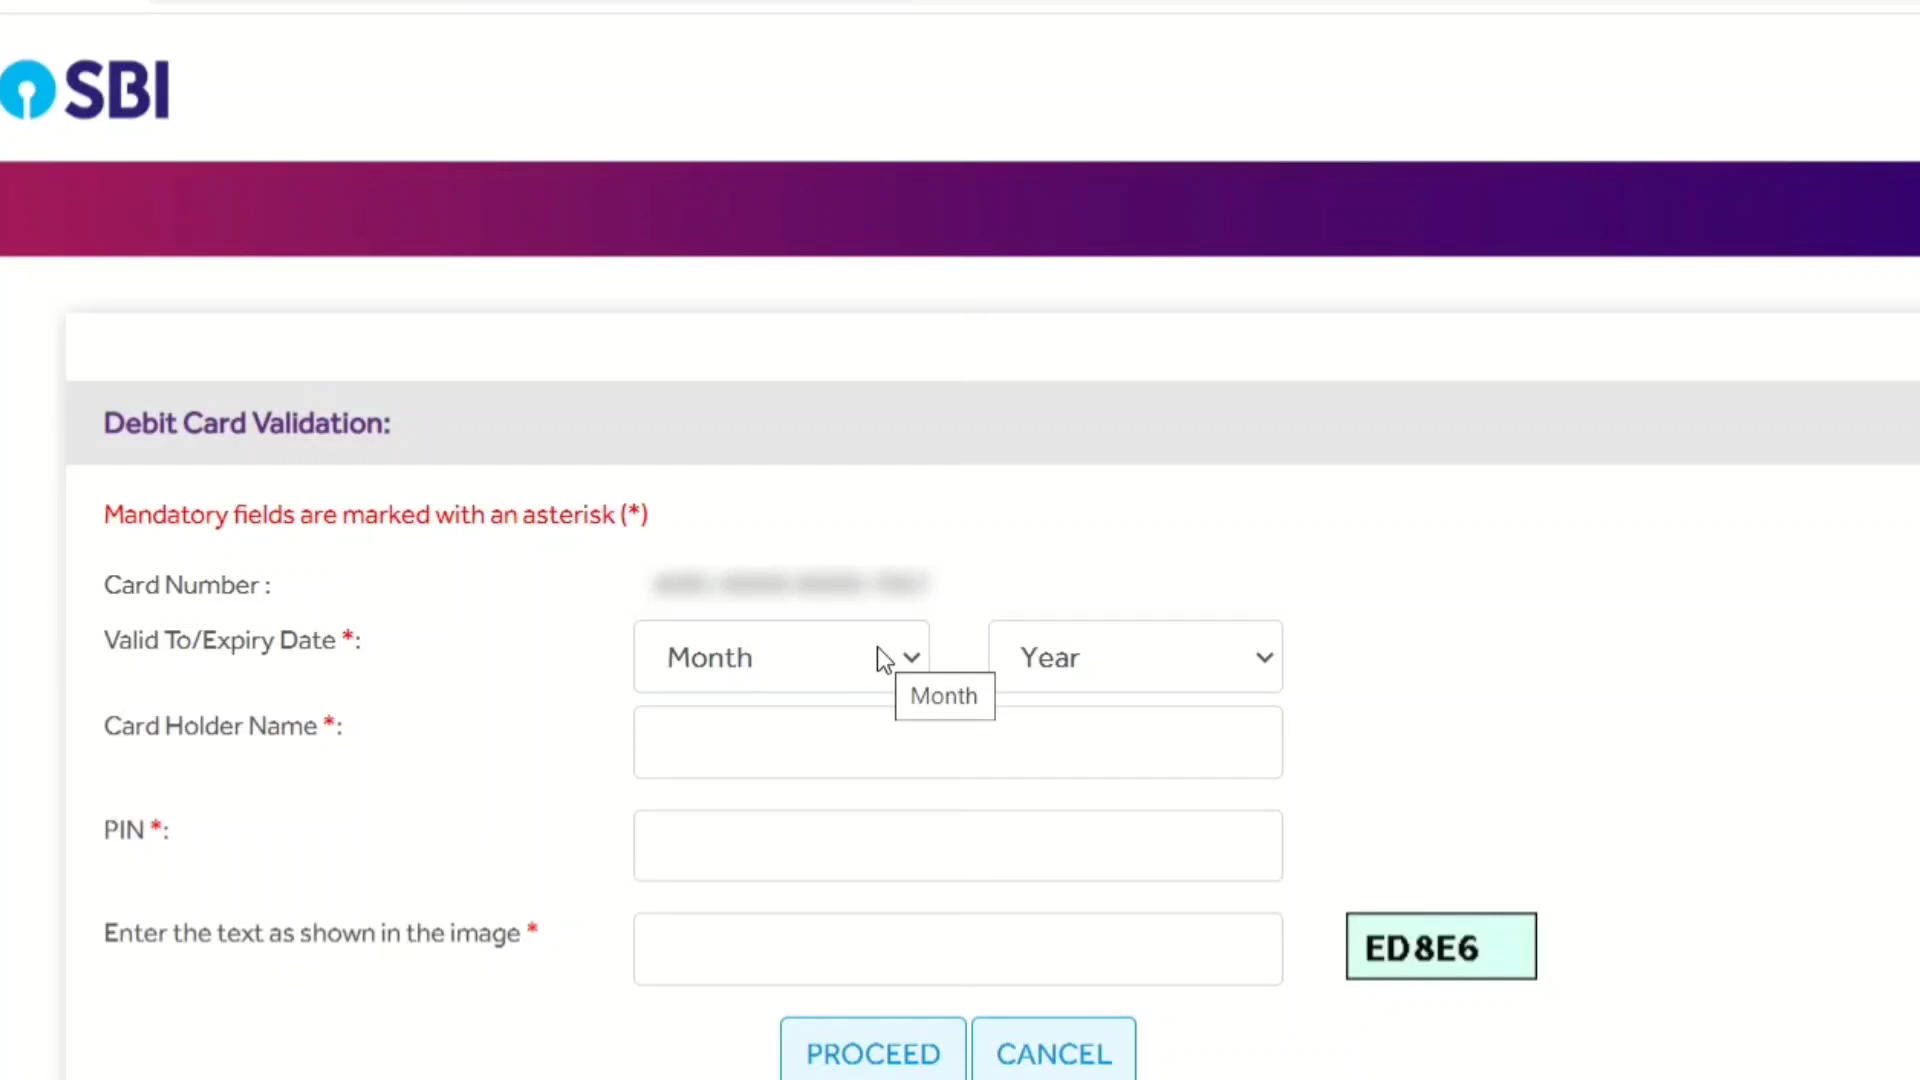 SBI
Debit Card Validation:
Mandatory fields are marked with an asterisk (*)
Card Number :
Valid To/Expiry Date *:
Month
Year
Month
Card Holder Name *:
PIN *:
Enter the text as shown in the image *
ED8E6
PROCEED
CANCEL